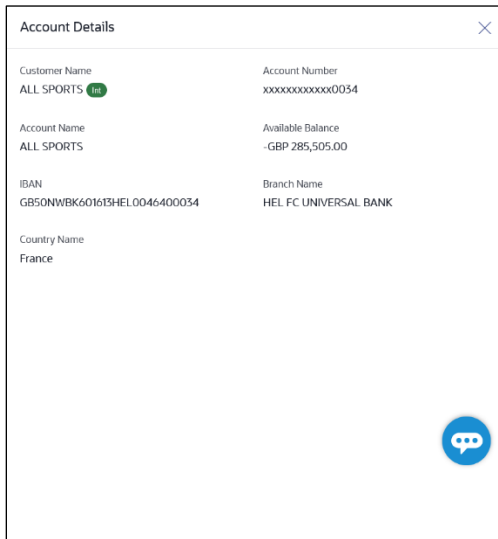 Account Details
Customer Name
ALL SPORTS Int
Account Number
xxxxxxxxxxxx0034
Account Name
ALL SPORTS
Available Balance
-GBP 285,505.00
IBAN
GB50NWBK601613HEL0046400034
Branch Name
HEL FC UNIVERSAL BANK
Country Name
France